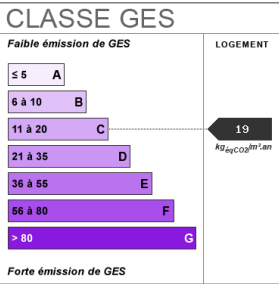 CLASSE GES
Faible émission de GES
LOGEMENT
≤ 5 A
6 à 10 B
11 à 20 C
19
kgéqCO2/m².an
21 à 35 D
36 à 55 E
56 à 80 F
> 80 G
Forte émission de GES